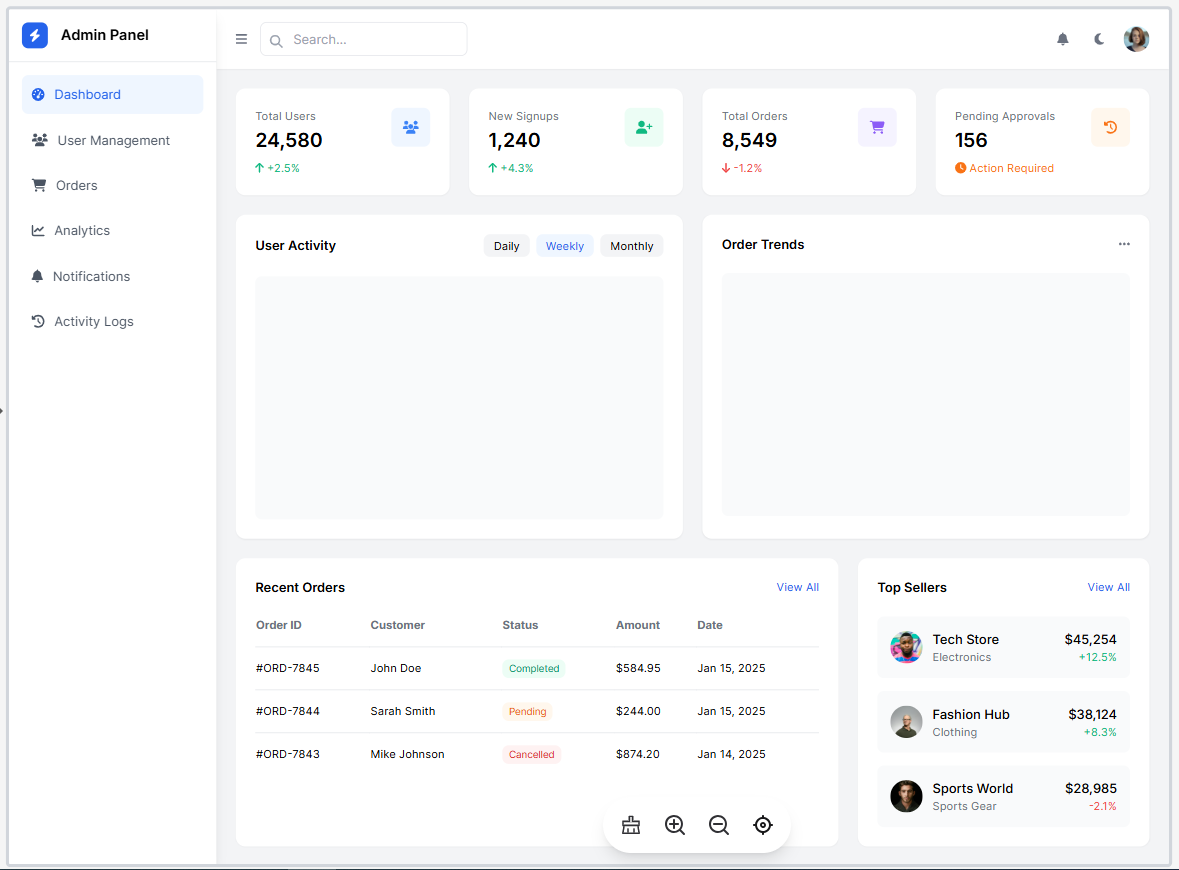 Admin Panel
Search...
Dashboard
User Management
Orders
Analytics
Notifications
Activity Logs
Total Users
24,580
+2.5%
New Signups
1,240
+4.3%
Total Orders
8,549
-1.2%
Pending Approvals
156
Action Required
User Activity
Daily Weekly Monthly
Order Trends
Recent Orders View All
Order ID Customer Status Amount Date
#ORD-7845 John Doe Completed $584.95 Jan 15, 2025
#ORD-7844 Sarah Smith Pending $244.00 Jan 15, 2025
#ORD-7843 Mike Johnson Cancelled $874.20 Jan 14, 2025
Top Sellers View All
Tech Store $45,254
Electronics +12.5%
Fashion Hub $38,124
Clothing +8.3%
Sports World $28,985
Sports Gear -2.1%